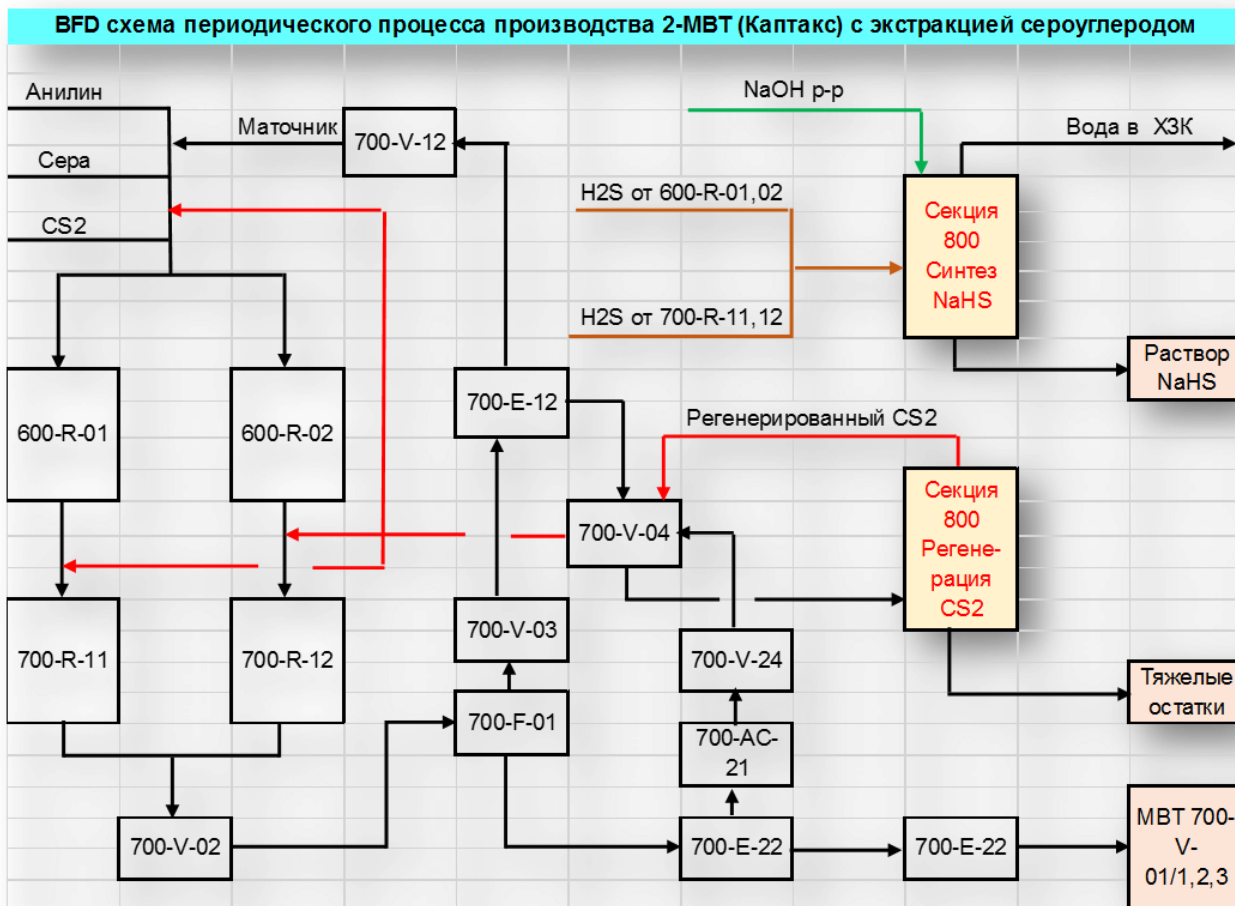 BFD схема периодического процесса производства 2-МВТ (Каптакс) с экстракцией сероуглеродом
Анилин
NaOH р-р
Маточник
700-V-12
Вода в ХЗК
Сера
H2S от 600-R-01,02
CS2
Секция
800
Синтез
NaHS
H2S от 700-R-11,12
Раствор
NaHS
600-R-01
600-R-02
700-E-12
Регенерированный CS2
700-V-04
Секция
800
Регене-
рация
CS2
700-R-11
700-R-12
700-V-03
700-V-24
Тяжелые
остатки
700-F-01
700-AC-
21
700-V-02
700-E-22
700-E-22
МВТ 700-
V-
01/1,2,3